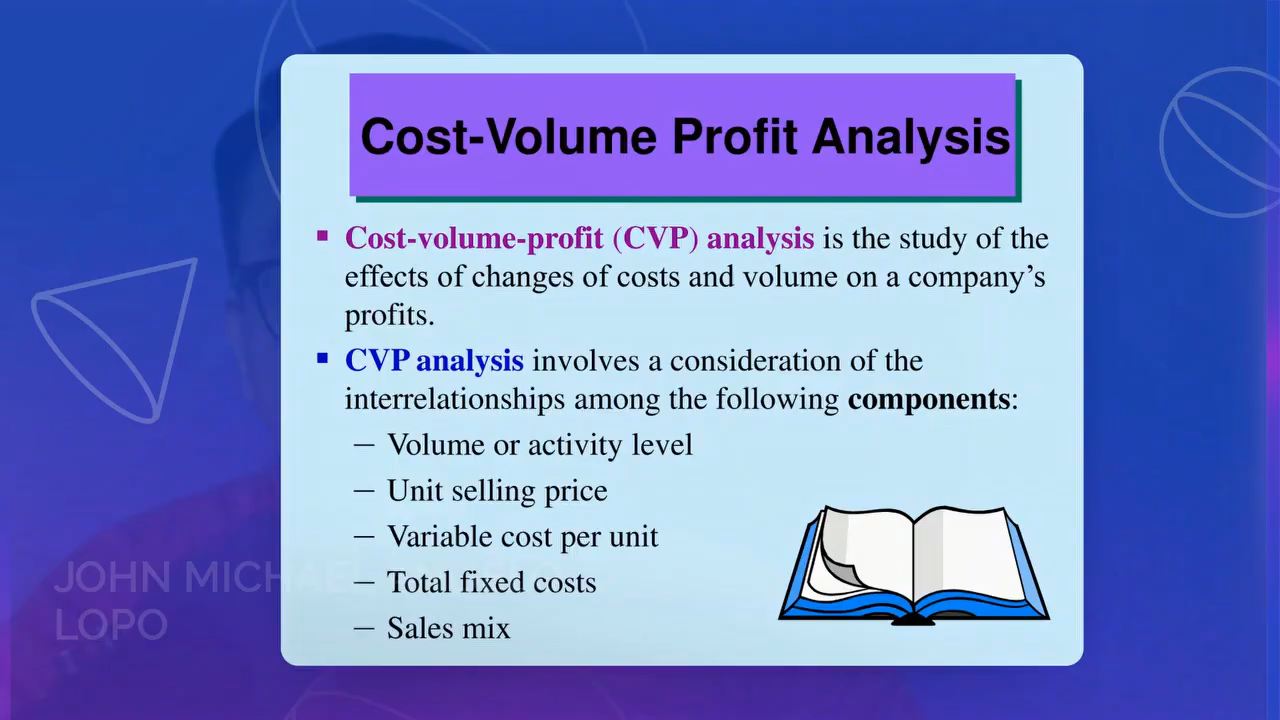 Cost-Volume Profit Analysis
▪ Cost-volume-profit (CVP) analysis is the study of the
effects of changes of costs and volume on a company’s
profits.
▪ CVP analysis involves a consideration of the
interrelationships among the following components:
– Volume or activity level
– Unit selling price
– Variable cost per unit
– Total fixed costs
– Sales mix
JOHN MICHAEL
LOPO